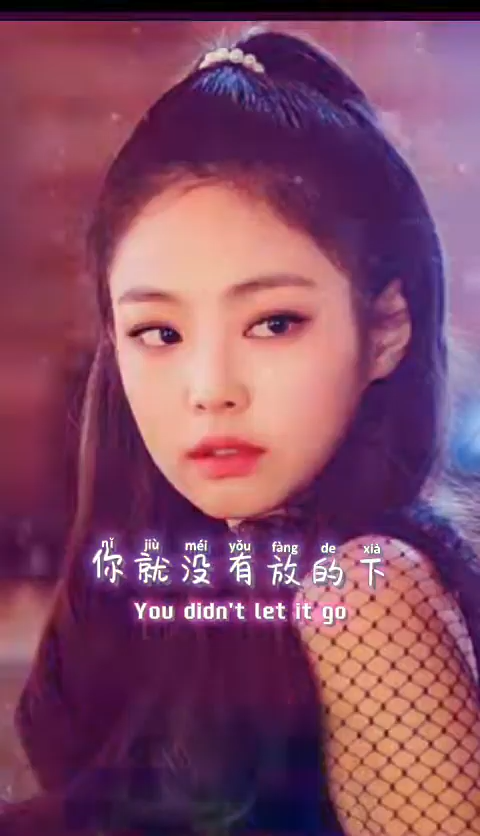 nǐ jiù méi yǒu fàng de xià
你就没有放的下
You didn't let it go